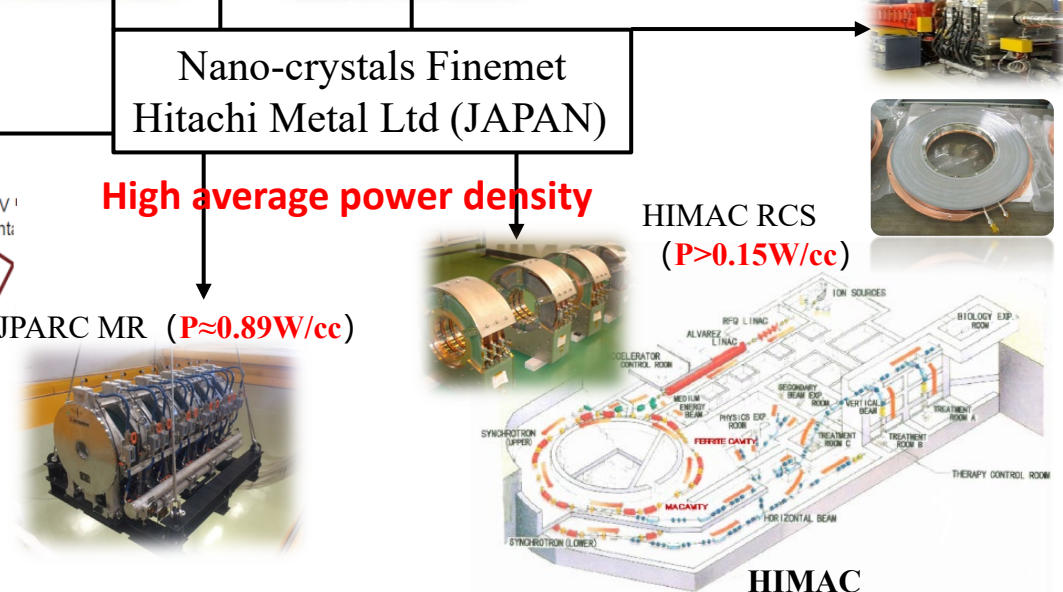 Nano-crystals Finemet
Hitachi Metal Ltd (JAPAN)
High average power density
V
HIMAC RCS
（P>0.15W/cc）
JPARC MR（P≈0.89W/cc）
ION SOURCES
RFQ LINAC
ALVAREZ
LINAC
BIOLOGY EXP.
ROOM
CONTROL ROOM
MEDIUM
ENERGY
BEAM
SECONDARY
BEAM EXP.
ROOM
VERTICAL
BEAM
PHYSICS EXP.
ROOM
TREATMENT
ROOM A
SYNCHROTRON
(UPPER)
FERRITE CAVITY
TREATMENT
ROOM C
TREATMENT
ROOM B
THERAPY CONTROL ROOM
MACAVITY
HORIZONTAL BEAM
SYNCHROTRON (LOWER)
HIMAC